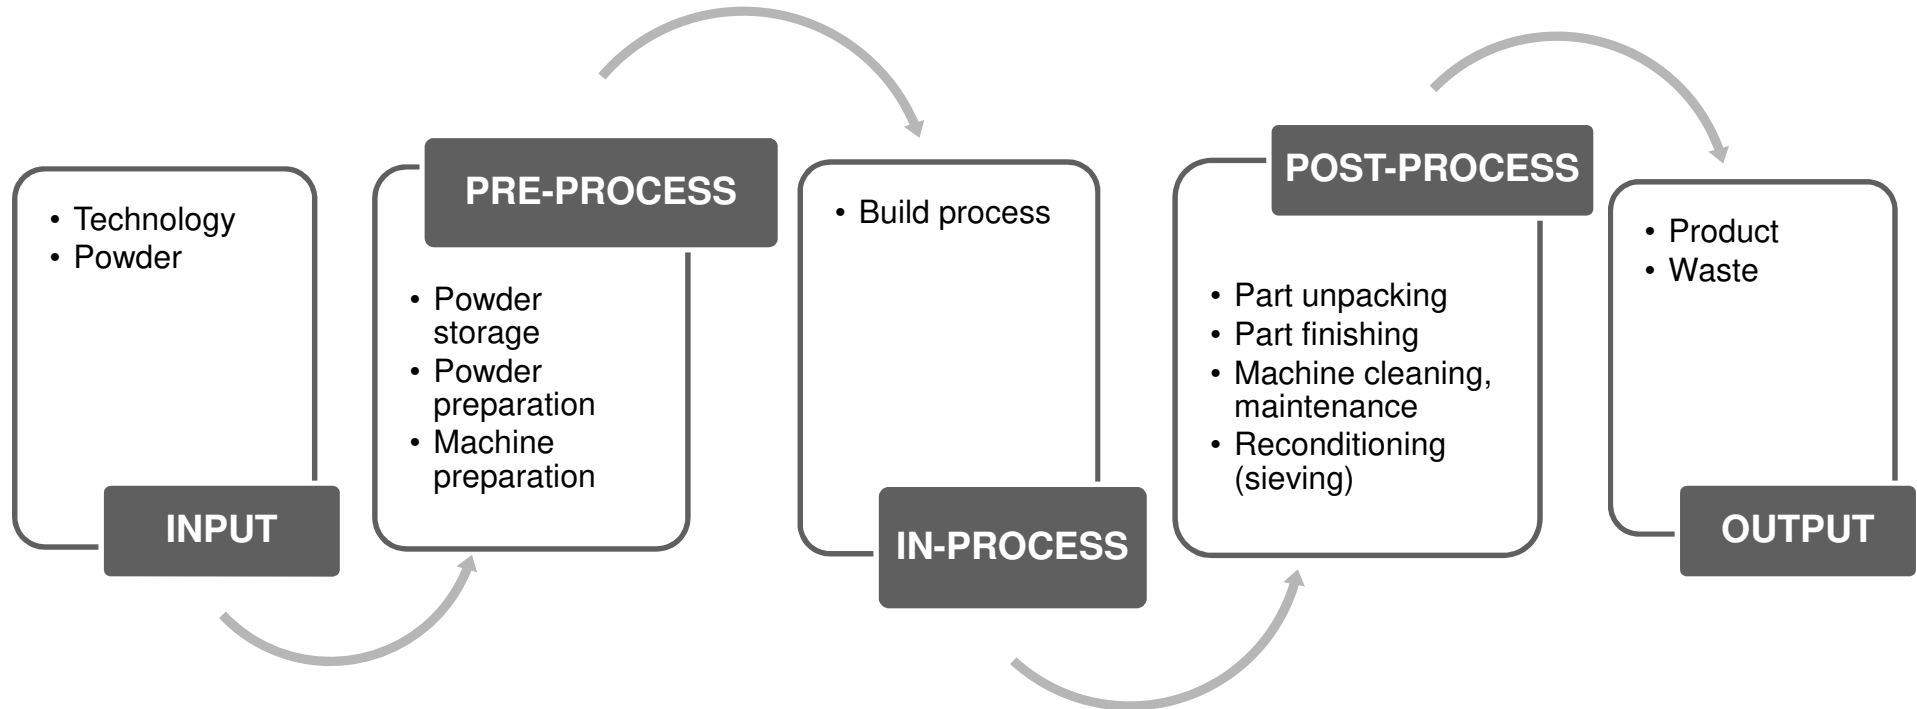 • Technology
• Powder
INPUT
PRE-PROCESS
• Powder
storage
• Powder
preparation
• Machine
preparation
• Build process
IN-PROCESS
POST-PROCESS
• Part unpacking
• Part finishing
• Machine cleaning,
maintenance
• Reconditioning
(sieving)
• Product
• Waste
OUTPUT